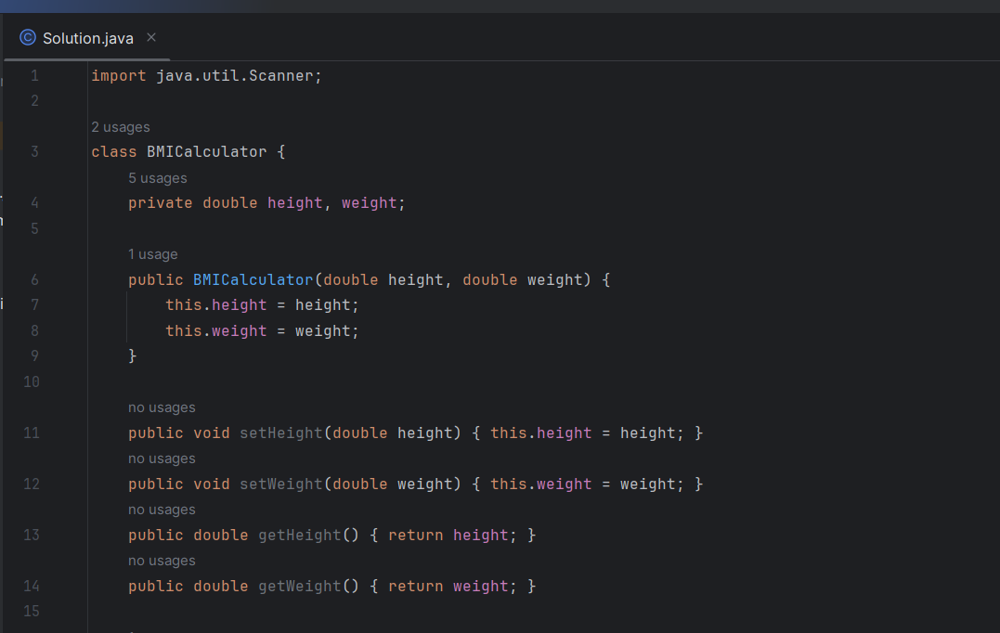 Solution.java
1 import java.util.Scanner;
2
2 usages
3 class BMICalculator {
5 usages
4 private double height, weight;
5
1 usage
6 public BMICalculator(double height, double weight) {
7 this.height = height;
8 this.weight = weight;
9 }
10
no usages
11 public void setHeight(double height) { this.height = height; }
no usages
12 public void setWeight(double weight) { this.weight = weight; }
no usages
13 public double getHeight() { return height; }
no usages
14 public double getWeight() { return weight; }
15